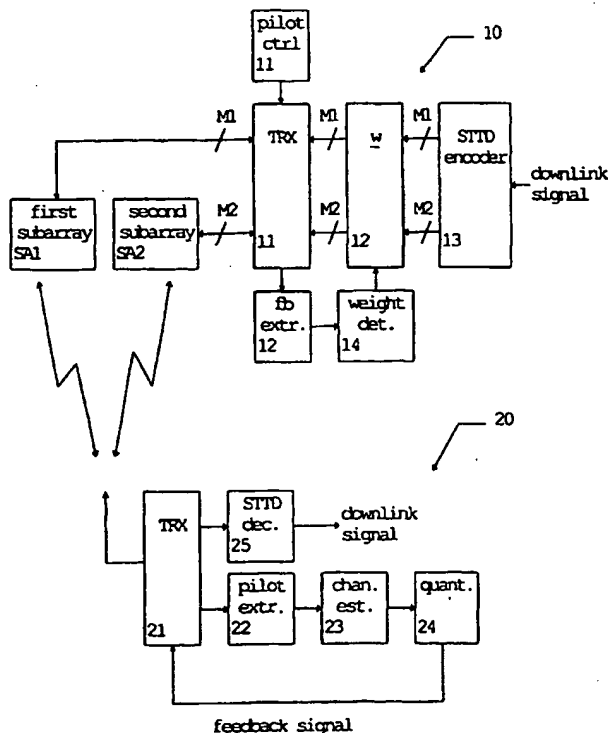 pilot
ctrl
11
10
M1
M1
M1
TRX
w
STTD
encoder
downlink
signal
first
subarray
SA1
second
subarray
SA2
M2
M2
M2
11
12
13
fb
extr.
12
weight
det.
14
20
TRX
21
STTD
dec.
25
downlink
signal
pilot
extr.
22
chan.
est.
23
quant.
24
feedback signal